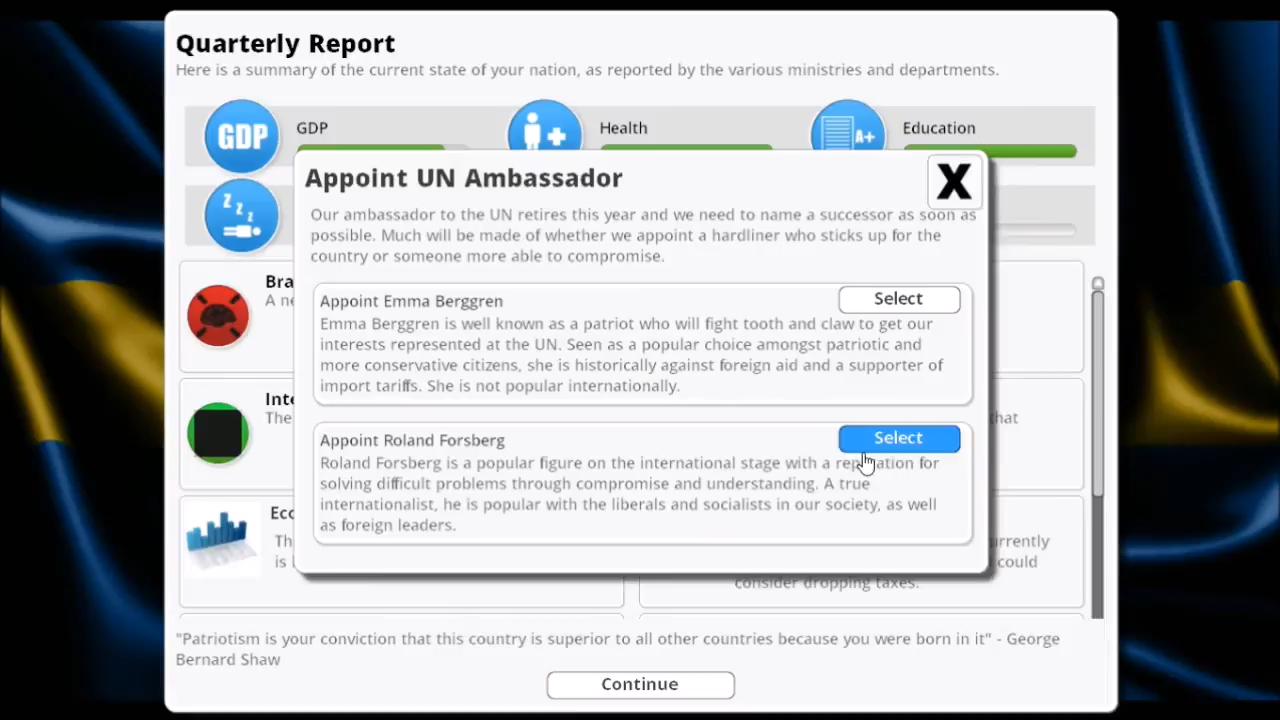 Quarterly Report
Here is a summary of the current state of your nation, as reported by the various ministries and departments.
GDP
GDP
Health
A+
Education
Z Z Z
Appoint UN Ambassador
X
Our ambassador to the UN retires this year and we need to name a successor as soon as
possible. Much will be made of whether we appoint a hardliner who sticks up for the
country or someone more able to compromise.
Bra
A ne
Appoint Emma Berggren
Select
Emma Berggren is well known as a patriot who will fight tooth and claw to get our
interests represented at the UN. Seen as a popular choice amongst patriotic and
more conservative citizens, she is historically against foreign aid and a supporter of
import tariffs. She is not popular internationally.
Inte
The
that
Appoint Roland Forsberg
Select
Roland Forsberg is a popular figure on the international stage with a reputation for
solving difficult problems through compromise and understanding. A true
internationalist, he is popular with the liberals and socialists in our society, as well
as foreign leaders.
Eco
Th
is
urrently
could
consider dropping taxes.
"Patriotism is your conviction that this country is superior to all other countries because you were born in it" - George
Bernard Shaw
Continue